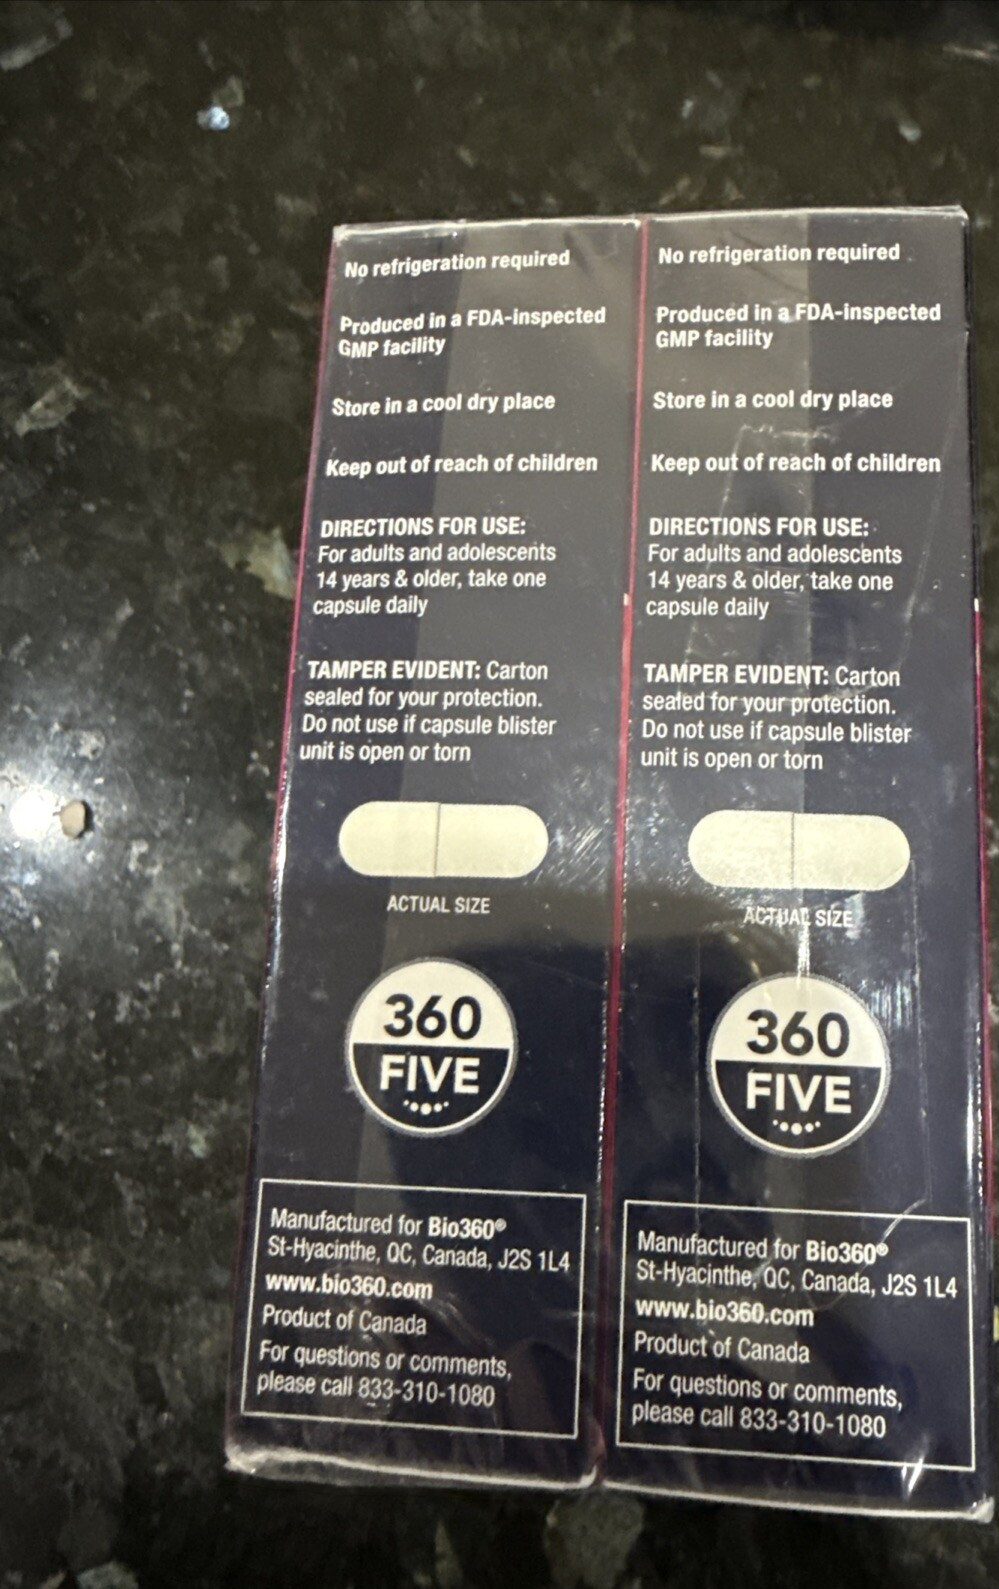 No refrigeration required
Produced in a FDA-inspected
GMP facility
Store in a cool dry place
Keep out of reach of children
DIRECTIONS FOR USE:
For adults and adolescents
14 years & older, take one
capsule daily
TAMPER EVIDENT: Carton
sealed for your protection.
Do not use if capsule blister
unit is open or torn
ACTUAL SIZE
360
FIVE
Manufactured for Bio360®
St-Hyacinthe, QC, Canada, J2S 1L4
www.bio360.com
Product of Canada
For questions or comments,
please call 833-310-1080
No refrigeration required
Produced in a FDA-inspected
GMP facility
Store in a cool dry place
Keep out of reach of children
DIRECTIONS FOR USE:
For adults and adolescents
14 years & older, take one
capsule daily
TAMPER EVIDENT: Carton
sealed for your protection.
Do not use if capsule blister
unit is open or torn
ACTUAL SIZE
360
FIVE
Manufactured for Bio360®
St-Hyacinthe, QC, Canada, J2S 1L4
www.bio360.com
Product of Canada
For questions or comments,
please call 833-310-1080